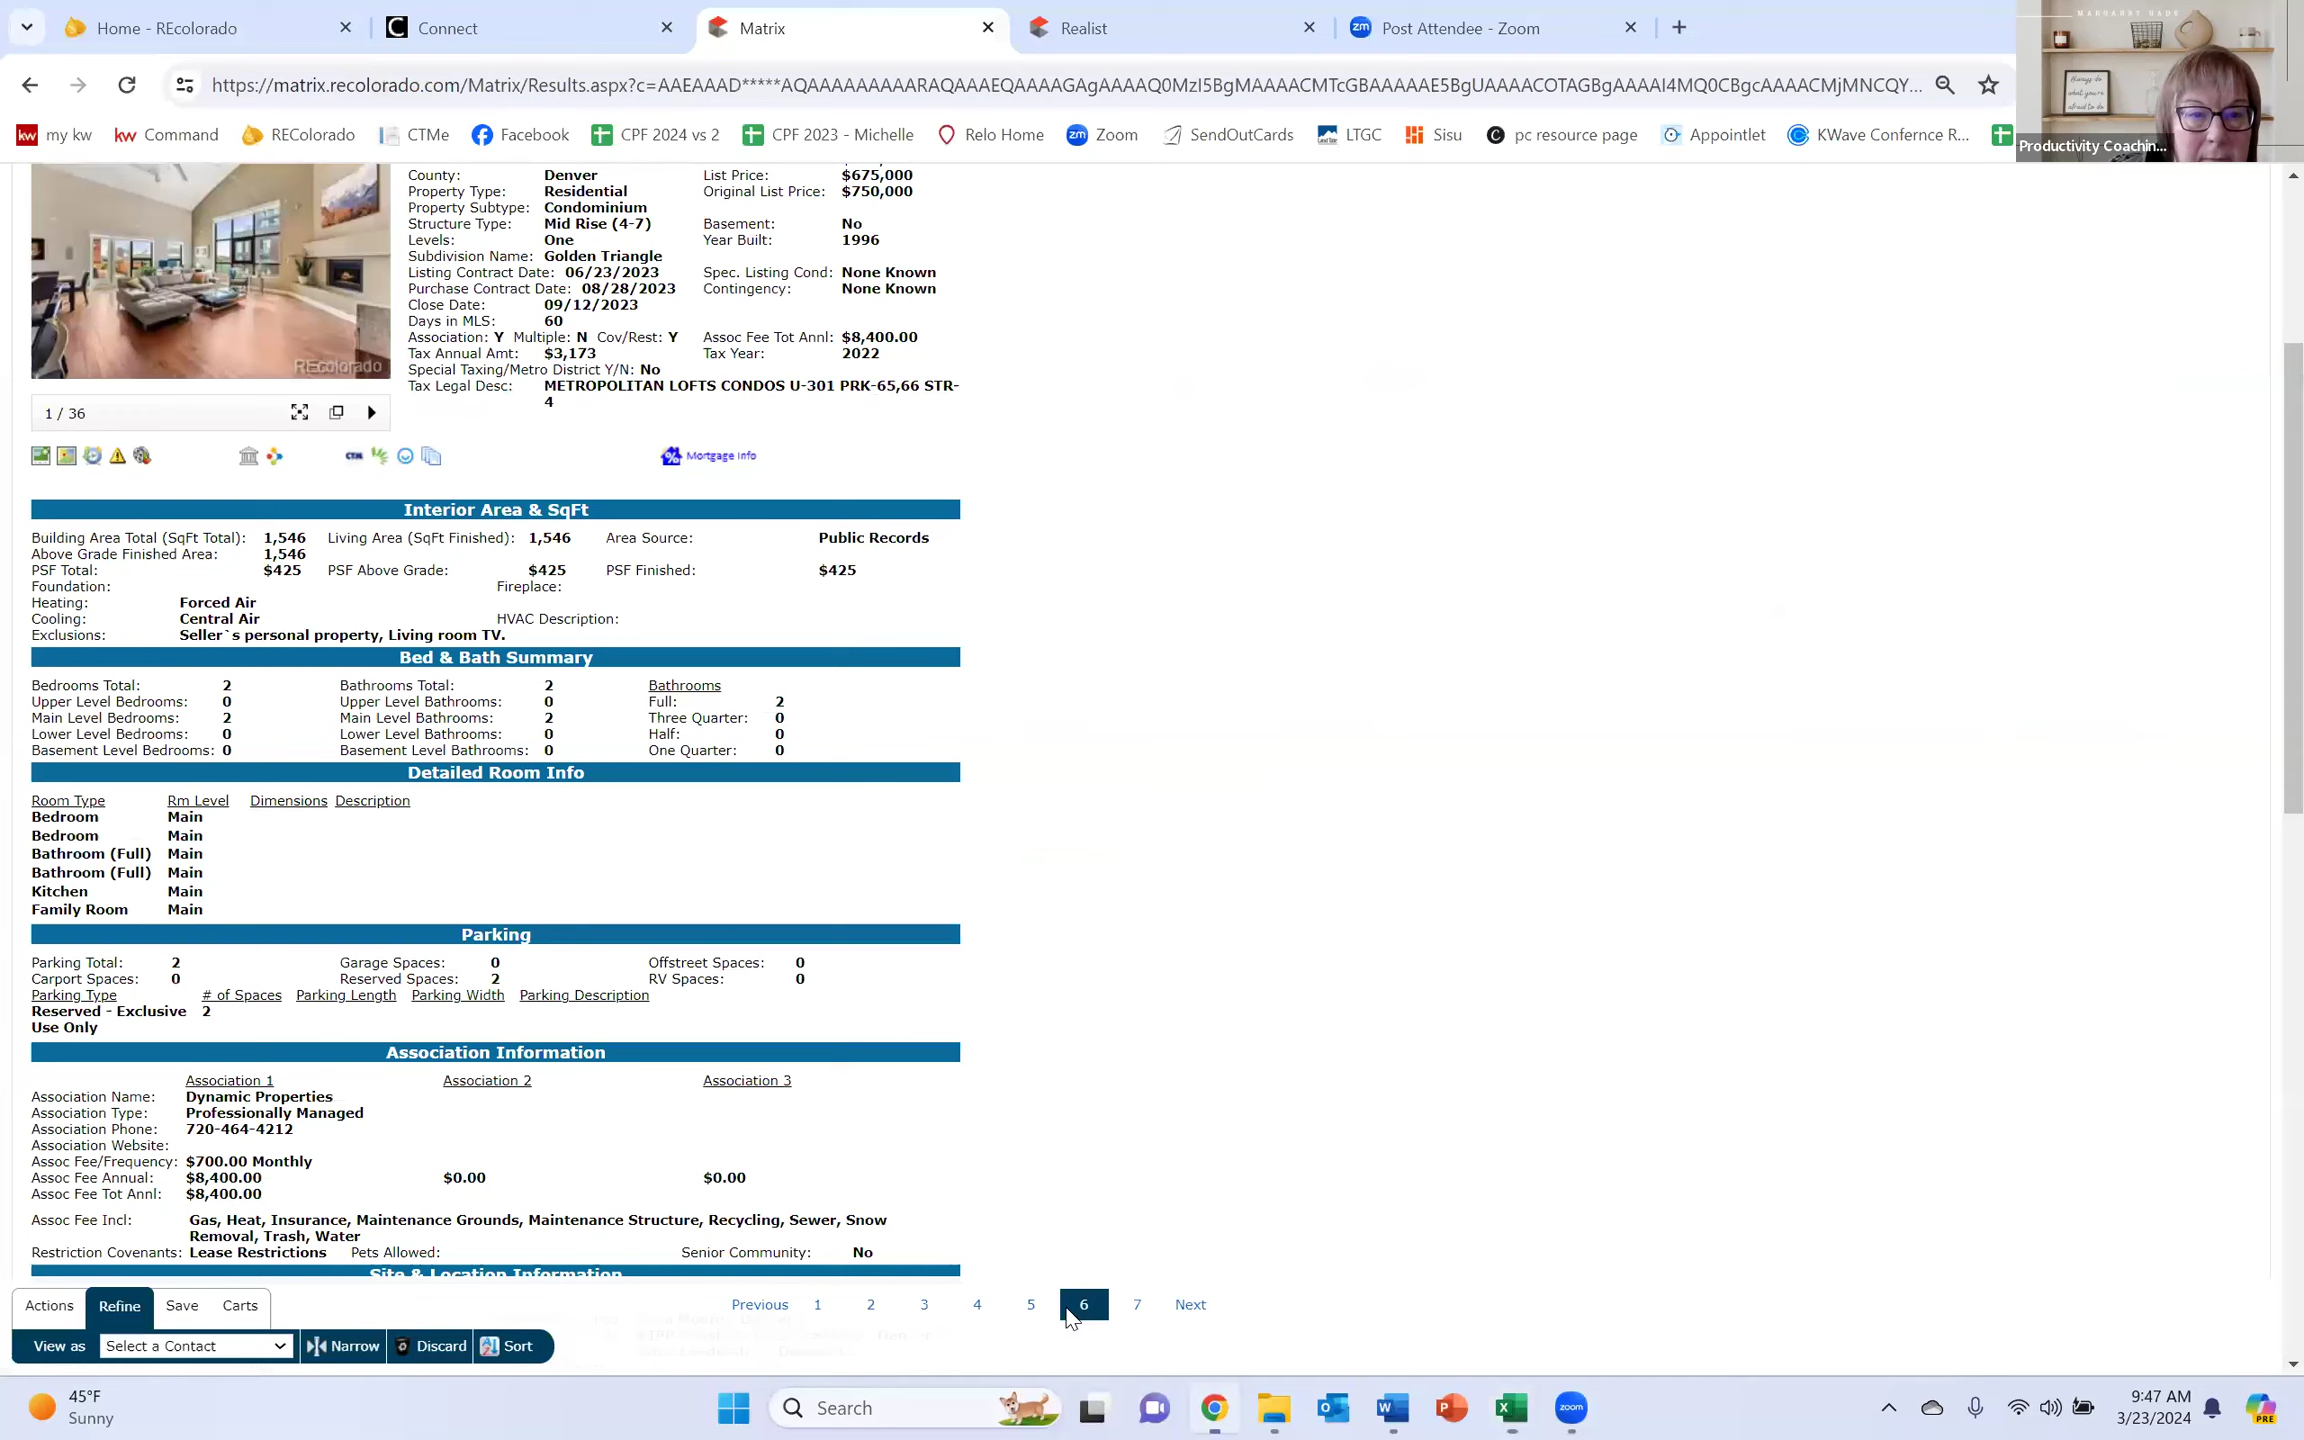 Home - REcolorado
Connect
Matrix
Realist
zm Post Attendee - Zoom
https://matrix.recolorado.com/Matrix/Results.aspx?c=AAEAAAD*****AQAAAAAAAAARAQAAAEQAAAAGAgAAAAQ0MzI5BgMAAAACMTcGBAAAAAE5BgUAAAACOTAGBgAAAAI4MQ0CBgcAAAACMjMNCQY...
kw my kw
kw Command
REColorado
CTMe
Facebook
CPF 2024 vs 2
CPF 2023 - Michelle
Relo Home
zm Zoom
SendOutCards
LTGC
Sisu
pc resource page
Appointlet
KWave Confernce R...
Always do what you're afraid to do
Productivity Coachin...
County: Denver List Price: $675,000
Property Type: Residential Original List Price: $750,000
Property Subtype: Condominium
Structure Type: Mid Rise (4-7) Basement: No
Levels: One Year Built: 1996
Subdivision Name: Golden Triangle
Listing Contract Date: 06/23/2023 Spec. Listing Cond: None Known
Purchase Contract Date: 08/28/2023 Contingency: None Known
Close Date: 09/12/2023
Days in MLS: 60
Association: Y Multiple: N Cov/Rest: Y Assoc Fee Tot Annl: $8,400.00
Tax Annual Amt: $3,173 Tax Year: 2022
Special Taxing/Metro District Y/N: No
Tax Legal Desc: METROPOLITAN LOFTS CONDOS U-301 PRK-65,66 STR-
4
REcolorado
1 / 36
CTM
Mortgage Info
Interior Area & SqFt
Building Area Total (SqFt Total): 1,546 Living Area (SqFt Finished): 1,546 Area Source: Public Records
Above Grade Finished Area: 1,546
PSF Total: $425 PSF Above Grade: $425 PSF Finished: $425
Foundation: Fireplace:
Heating: Forced Air
Cooling: Central Air HVAC Description:
Exclusions: Seller`s personal property, Living room TV.
Bed & Bath Summary
Bedrooms Total: 2 Bathrooms Total: 2 Bathrooms
Upper Level Bedrooms: 0 Upper Level Bathrooms: 0 Full: 2
Main Level Bedrooms: 2 Main Level Bathrooms: 2 Three Quarter: 0
Lower Level Bedrooms: 0 Lower Level Bathrooms: 0 Half: 0
Basement Level Bedrooms: 0 Basement Level Bathrooms: 0 One Quarter: 0
Detailed Room Info
Room Type Rm Level Dimensions Description
Bedroom Main
Bedroom Main
Bathroom (Full) Main
Bathroom (Full) Main
Kitchen Main
Family Room Main
Parking
Parking Total: 2 Garage Spaces: 0 Offstreet Spaces: 0
Carport Spaces: 0 Reserved Spaces: 2 RV Spaces: 0
Parking Type # of Spaces Parking Length Parking Width Parking Description
Reserved - Exclusive 2
Use Only
Association Information
Association 1 Association 2 Association 3
Association Name: Dynamic Properties
Association Type: Professionally Managed
Association Phone: 720-464-4212
Association Website:
Assoc Fee/Frequency: $700.00 Monthly
Assoc Fee Annual: $8,400.00 $0.00 $0.00
Assoc Fee Tot Annl: $8,400.00
Assoc Fee Incl: Gas, Heat, Insurance, Maintenance Grounds, Maintenance Structure, Recycling, Sewer, Snow
Removal, Trash, Water
Restriction Covenants: Lease Restrictions Pets Allowed: Senior Community: No
Site & Location Information
Actions Refine Save Carts
Previous 1 2 3 4 5 6 7 Next
View as Select a Contact Narrow Discard Sort
45°F
Sunny
Search
zoom
9:47 AM
3/23/2024
PRE